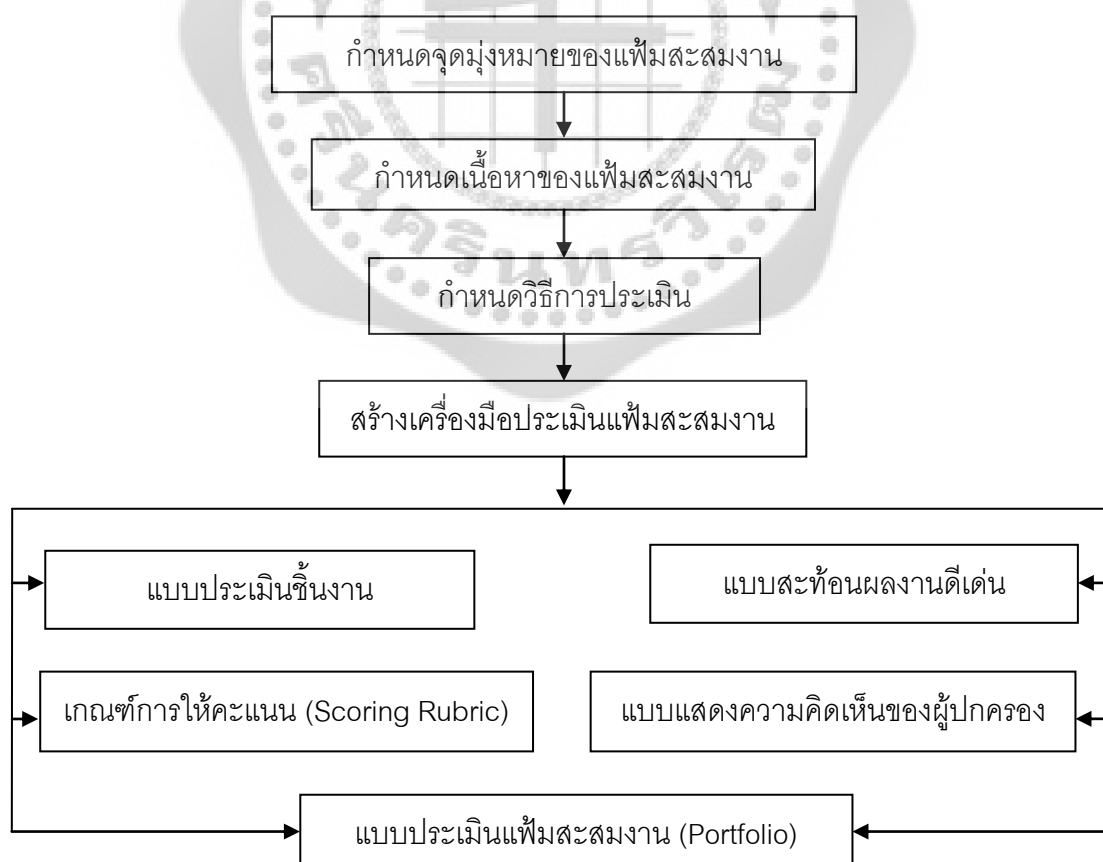 กำหนดจุดมุ่งหมายของแฟ้มสะสมงาน
กำหนดเนื้อหาของแฟ้มสะสมงาน
กำหนดวิธีการประเมิน
สร้างเครื่องมือประเมินแฟ้มสะสมงาน
แบบประเมินชิ้นงาน
แบบสะท้อนผลงานดีเด่น
เกณฑ์การให้คะแนน (Scoring Rubric)
แบบแสดงความคิดเห็นของผู้ปกครอง
แบบประเมินแฟ้มสะสมงาน (Portfolio)